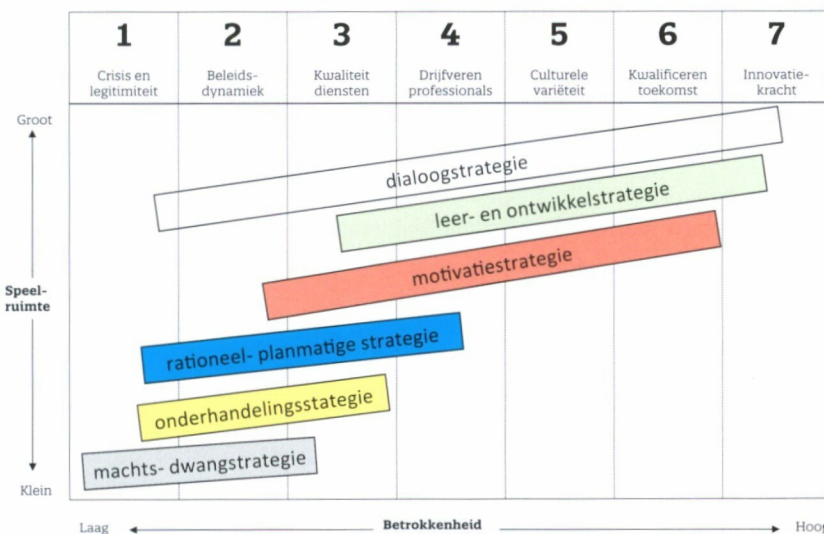 1 2 3 4 5 6 7
Crisis en legitimiteit
Beleids-
dynamiek
Kwaliteit
diensten
Drijfveren
professionals
Culturele
variëteit
Kwalificeren
toekomst
Innovatie-
kracht
Groot
dialoogstrategie
leer- en ontwikkelstrategie
motivatiestrategie
Speel-
ruimte
rationeel- planmatige strategie
onderhandelingsstategie
machts- dwangstrategie
Klein
Laag
Betrokkenheid
Hoog